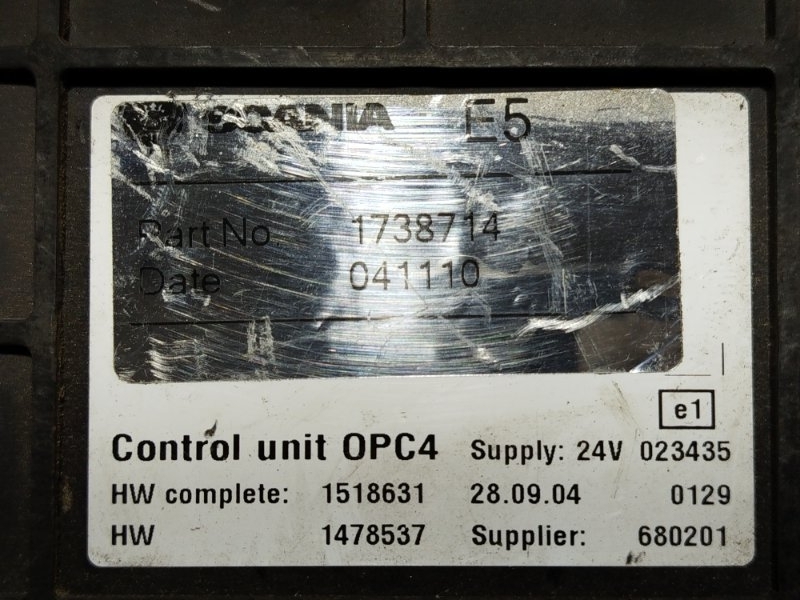 SCANIA E5
Part No 1738714
Date 041110
e1
Control unit OPC4 Supply: 24V 023435
HW complete: 1518631 28.09.04 0129
HW 1478537 Supplier: 680201